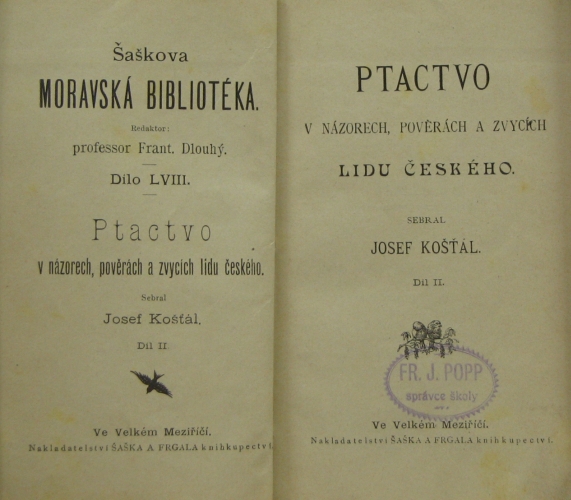 Šaškova
MORAVSKÁ BIBLIOTÉKA.
Redaktor:
professor Frant. Dlouhý.
Dílo LVIII.
Ptactvo
v názorech, pověrách a zvycích lidu českého.
Sebral
Josef Košťál.
Díl II.
Ve Velkém Meziříčí.
Nakladatelství ŠAŠKA A FRGALA knihkupectví.
PTACTVO
V NÁZORECH, POVĚRÁCH A ZVYCÍCH
LIDU ČESKÉHO.
SEBRAL
JOSEF KOŠŤÁL.
Díl II.
FR. J. POPP
správce školy
Ve Velkém Meziříčí.
Nakladatelství ŠAŠKA A FRGALA knihkupectví.